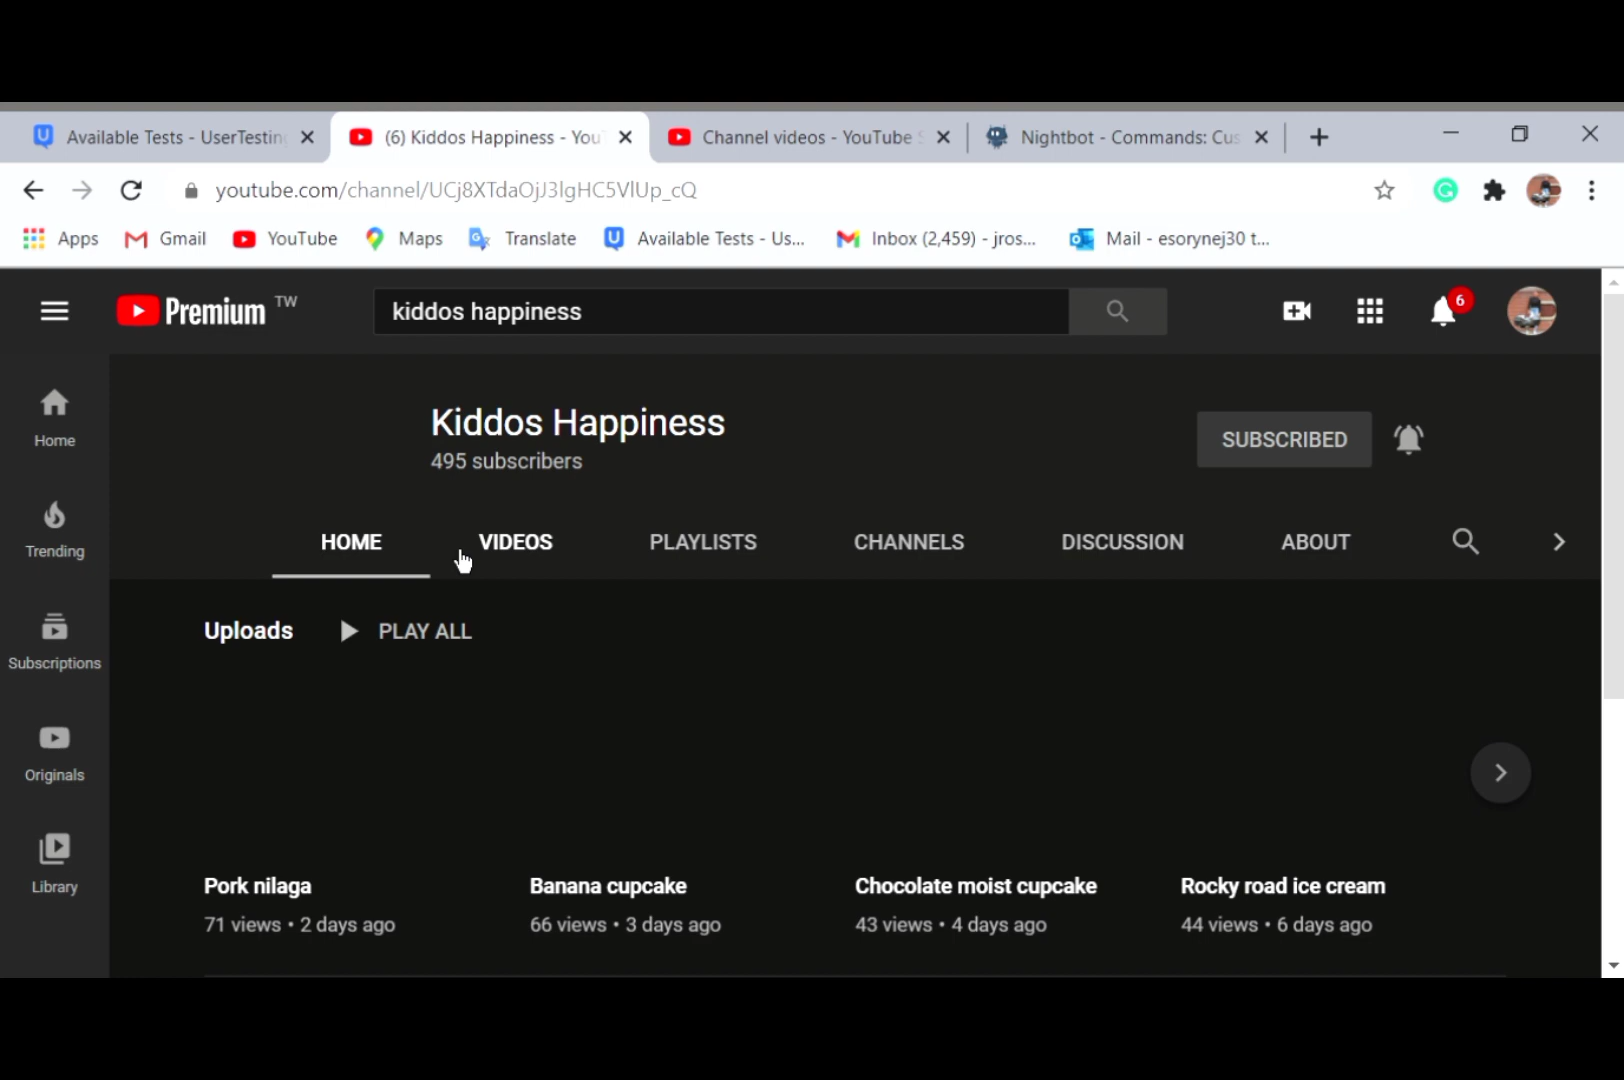 Available Tests - UserTesting
(6) Kiddos Happiness - You
Channel videos - YouTube S
Nightbot - Commands: Cus
youtube.com/channel/UCj8XTdaOjJ3lgHC5VlUp_cQ
Apps
Gmail
YouTube
Maps
Translate
Available Tests - Us...
Inbox (2,459) - jros...
Mail - esorynej30 t...
Premium TW
kiddos happiness
6
Home
Trending
Subscriptions
Originals
Library
Kiddos Happiness
495 subscribers
SUBSCRIBED
HOME
VIDEOS
PLAYLISTS
CHANNELS
DISCUSSION
ABOUT
Uploads
PLAY ALL
Pork nilaga
71 views • 2 days ago
Banana cupcake
66 views • 3 days ago
Chocolate moist cupcake
43 views • 4 days ago
Rocky road ice cream
44 views • 6 days ago